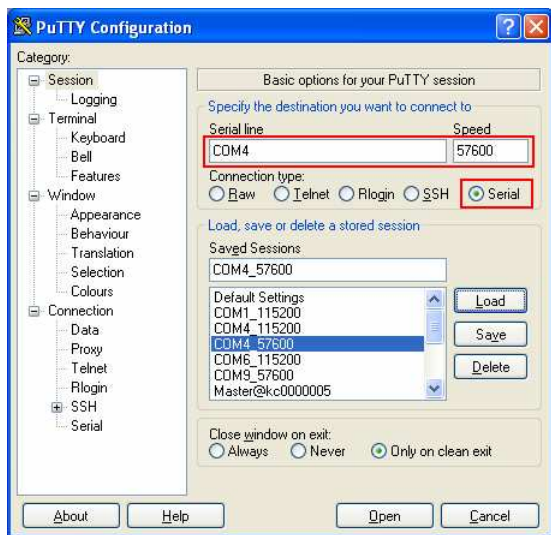 PuTTY Configuration
Category:
Session
Logging
Terminal
Keyboard
Bell
Features
Window
Appearance
Behaviour
Translation
Selection
Colours
Connection
Data
Proxy
Telnet
Rlogin
SSH
Serial
Basic options for your PuTTY session
Specify the destination you want to connect to
Serial line Speed
COM4 57600
Connection type:
Raw Telnet Rlogin SSH Serial
Load, save or delete a stored session
Saved Sessions
COM4_57600
Default Settings
COM1_115200
COM4_115200
COM4_57600
COM6_115200
COM9_57600
Master@kc0000005
Load
Save
Delete
Close window on exit:
Always Never Only on clean exit
About Help Open Cancel